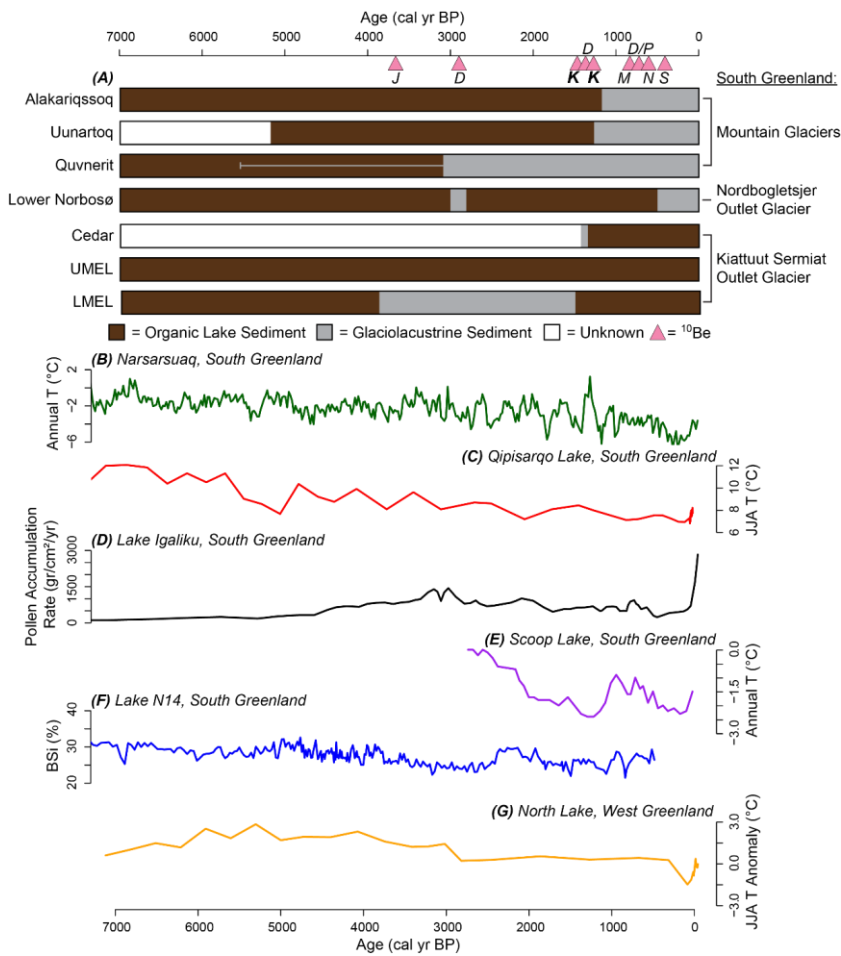 Age (cal yr BP)
7000 6000 5000 4000 3000 2000 1000 0
D D/P
(A) J D K K M N S South Greenland:
Alakariqssoq
Uunartoq Mountain Glaciers
Quvnerit
Lower Norbosø Nordbogletsjer
Outlet Glacier
Cedar
UMEL Kiattuut Sermiat
Outlet Glacier
LMEL
= Organic Lake Sediment = Glaciolacustrine Sediment = Unknown = ¹⁰Be
(B) Narsarsuaq, South Greenland
Annual T (°C)
2
-2
-6
(C) Qipisarqo Lake, South Greenland
JJA T (°C)
12
10
8
6
(D) Lake Igaliku, South Greenland
Pollen Accumulation
Rate (gr/cm²/yr)
3000
1500
0
(E) Scoop Lake, South Greenland
Annual T (°C)
0.0
-1.5
-3.0
(F) Lake N14, South Greenland
BSi (%)
40
30
20
(G) North Lake, West Greenland
JJA T Anomaly (°C)
3.0
0.0
-3.0
7000 6000 5000 4000 3000 2000 1000 0
Age (cal yr BP)